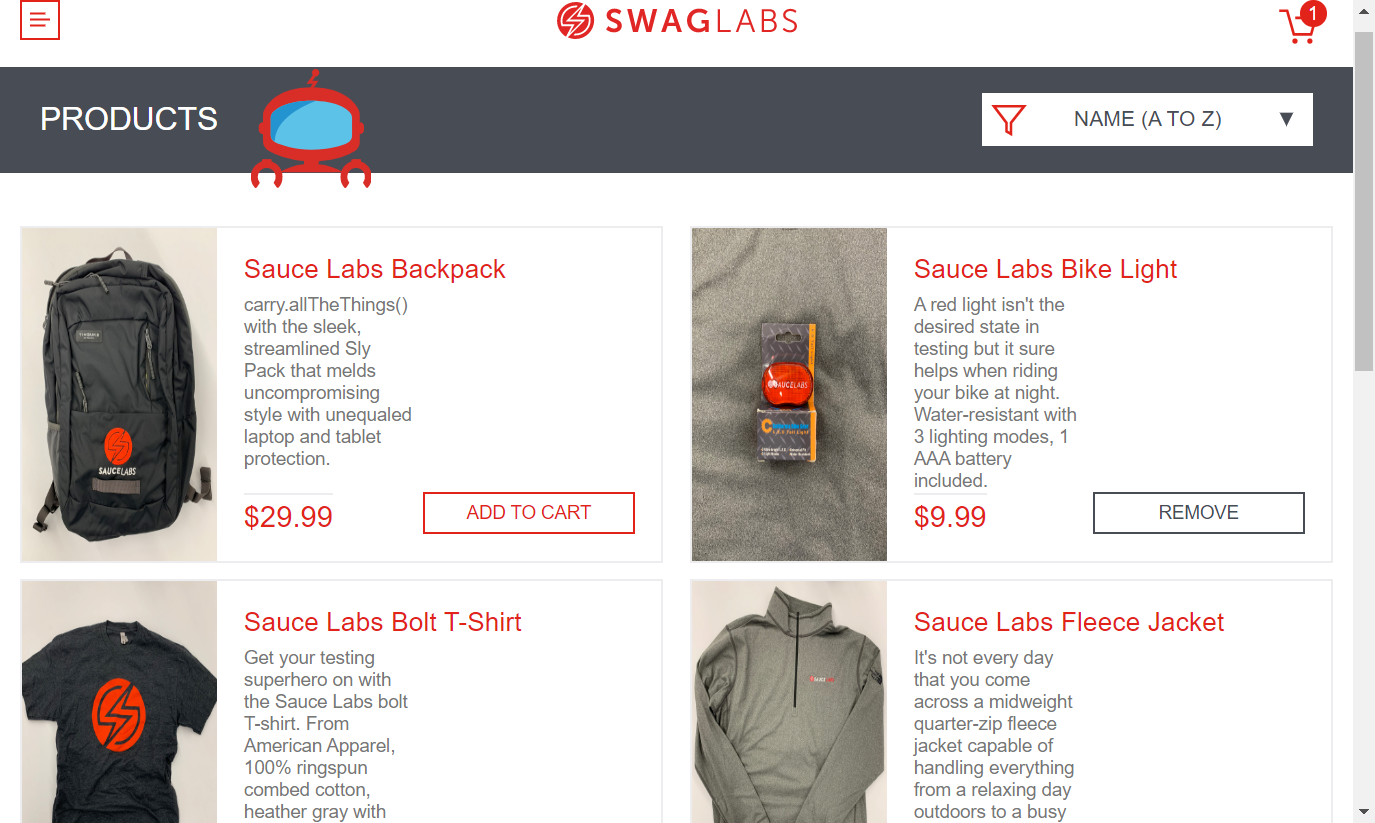 SWAGLABS
1
PRODUCTS
NAME (A TO Z)
Sauce Labs Backpack
carry.allTheThings()
with the sleek,
streamlined Sly
Pack that melds
uncompromising
style with unequaled
laptop and tablet
protection.
$29.99
ADD TO CART
SAUCELABS
Sauce Labs Bike Light
A red light isn't the
desired state in
testing but it sure
helps when riding
your bike at night.
Water-resistant with
3 lighting modes, 1
AAA battery
included.
$9.99
REMOVE
SAUCELABS
Sauce Labs Bolt T-Shirt
Get your testing
superhero on with
the Sauce Labs bolt
T-shirt. From
American Apparel,
100% ringspun
combed cotton,
heather gray with
Sauce Labs Fleece Jacket
It's not every day
that you come
across a midweight
quarter-zip fleece
jacket capable of
handling everything
from a relaxing day
outdoors to a busy